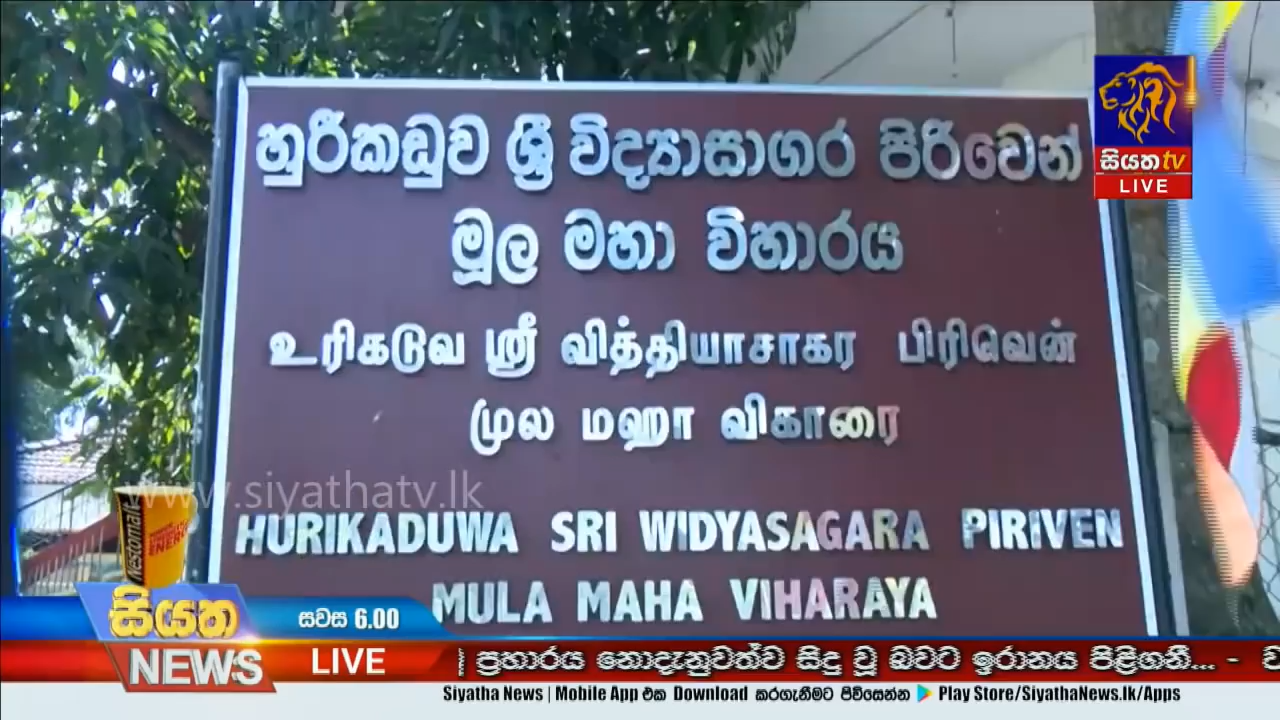 හුරීකඩුව ශ්‍රී විද්‍යාසාගර පිරිවෙන්
මූල මහා විහාරය
உரிகடுவ ஸ்ரீ வித்தியாசாகர பிரிவென்
முல மஹா விகாரை
HURIKADUWA SRI WIDYASAGARA PIRIVEN
MULA MAHA VIHARAYA
සියත tv
LIVE
www.siyathatv.lk
Nestomalt
ENERGY
සියත
NEWS
සවස 6.00
LIVE
ප්‍රහාරය නොදැනුවත්ව සිදු වූ බවට ඉරානය පිළිගනී... -
Siyatha News | Mobile App එක Download කරගැනීමට පිවිසෙන්න Play Store/SiyathaNews.lk/Apps